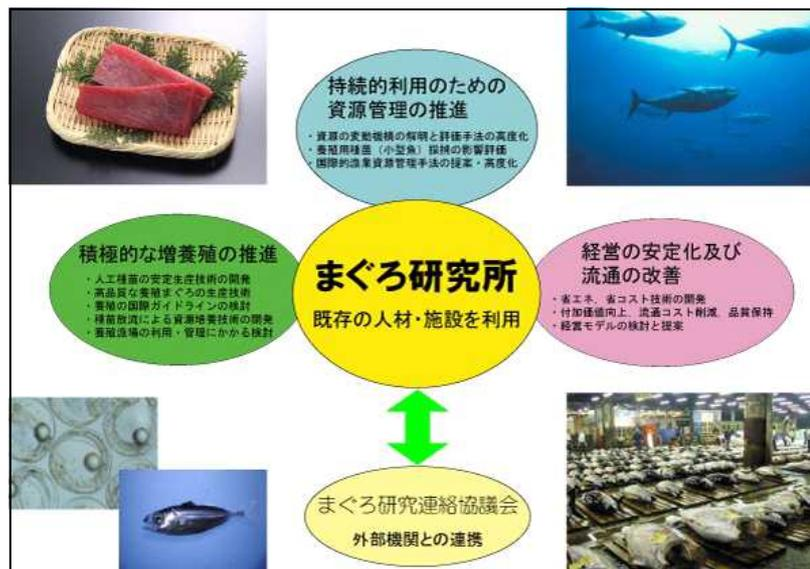 持続的利用のための
資源管理の推進
・資源の変動機構の解明と評価手法の高度化
・養殖用種苗(小型魚)採捕の影響評価
・国際的漁業資源管理手法の提案・高度化
積極的な増養殖の推進
・人工種苗の安定生産技術の開発
・高品質な養殖まぐろの生産技術
・養殖の国際ガイドラインの検討
・種苗放流による資源培養技術の開発
・養殖漁場の利用・管理にかかる検討
まぐろ研究所
既存の人材・施設を利用
経営の安定化及び
流通の改善
・省エネ、省コスト技術の開発
・付加価値向上、流通コスト削減、品質保持
・経営モデルの検討と提案
まぐろ研究連絡協議会
外部機関との連携